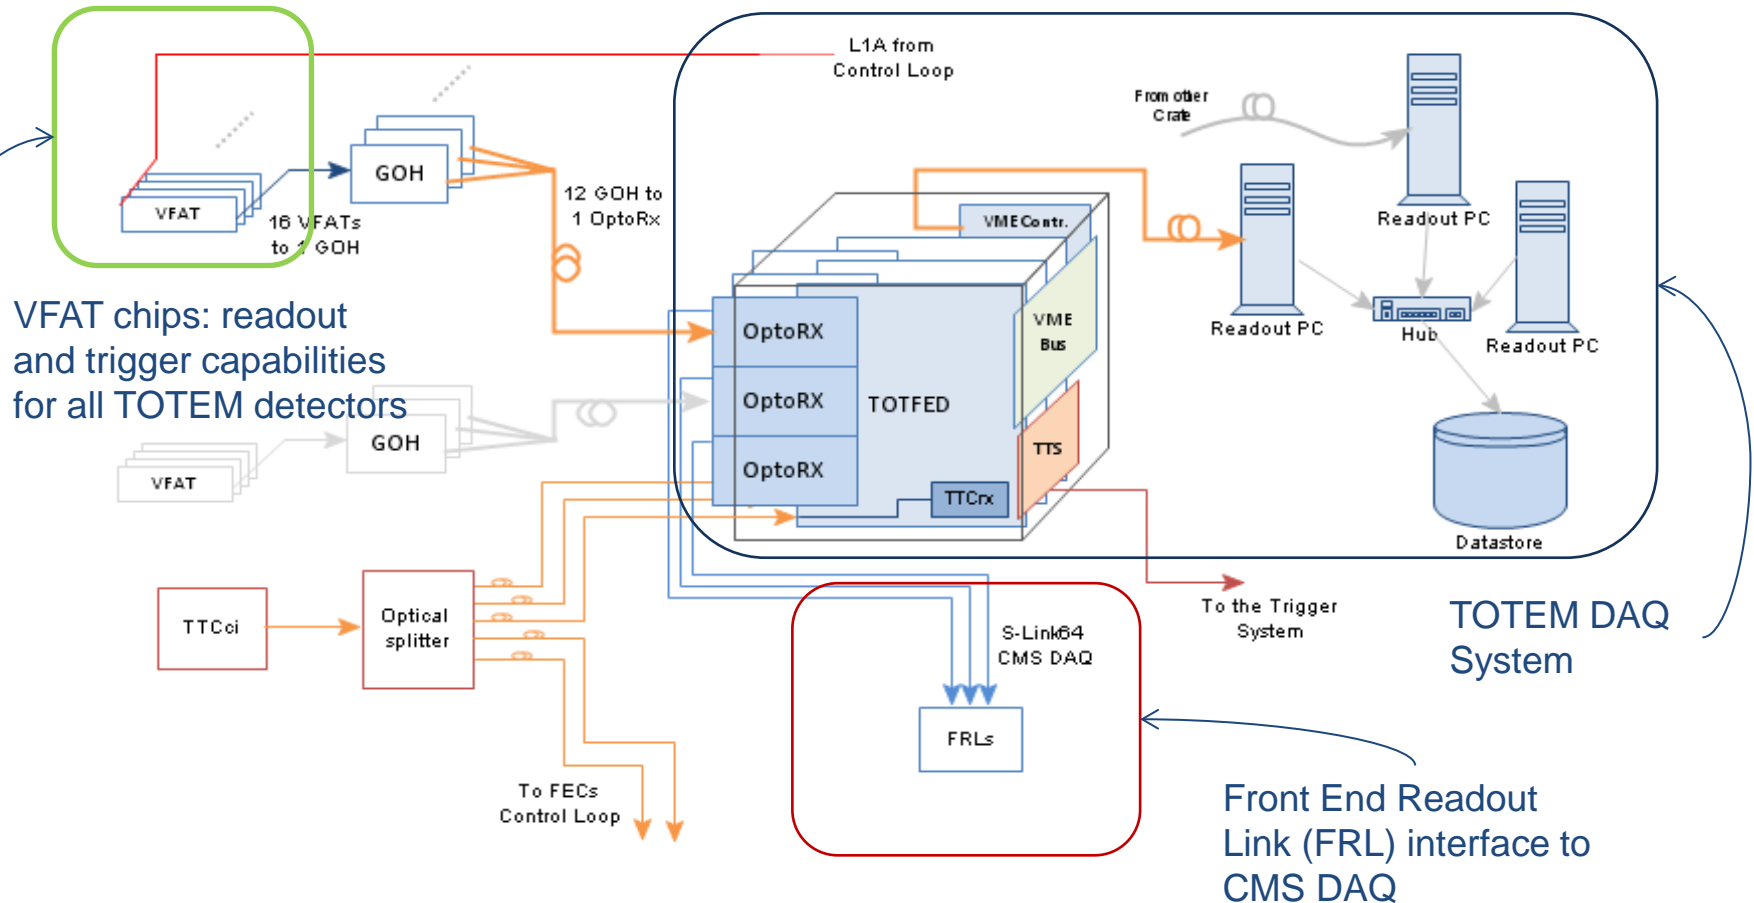 L1A from
Control Loop
From other
Crate
GOH
VFAT
16 VFATs
to 1 GOH
12 GOH to
1 OptoRx
VME Contr.
Readout PC
Readout PC
Hub
Readout PC
VFAT chips: readout
and trigger capabilities
for all TOTEM detectors
OptoRX
OptoRX
OptoRX
TOTFED
VME
Bus
TTS
TTCrx
GOH
VFAT
Datastore
TTCci
Optical
splitter
S-Link64
CMS DAQ
FRLs
To the Trigger
System
TOTEM DAQ
System
To FECs
Control Loop
Front End Readout
Link (FRL) interface to
CMS DAQ